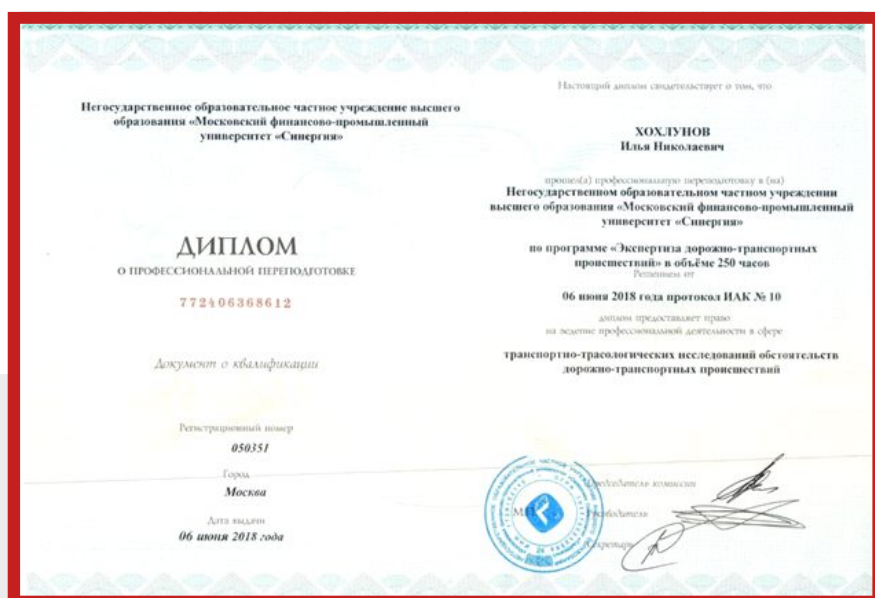 Негосударственное образовательное частное учреждение высшего
образования «Московский финансово-промышленный
университет «Синергия»
ДИПЛОМ
О ПРОФЕССИОНАЛЬНОЙ ПЕРЕПОДГОТОВКЕ
772406368612
Документ о квалификации
Регистрационный номер
050351
Город
Москва
Дата выдачи
06 июня 2018 года
Настоящий диплом свидетельствует о том, что
ХОХЛУНОВ
Илья Николаевич
прошел(а) профессиональную переподготовку в (на)
Негосударственном образовательном частном учреждении
высшего образования «Московский финансово-промышленный
университет «Синергия»
по программе «Экспертиза дорожно-транспортных
происшествий» в объёме 250 часов
Решением от
06 июня 2018 года протокол ИАК № 10
диплом предоставляет право
на ведение профессиональной деятельности в сфере
транспортно-трасологических исследований обстоятельств
дорожно-транспортных происшествий
Председатель комиссии
М.П.
Руководитель
Секретарь